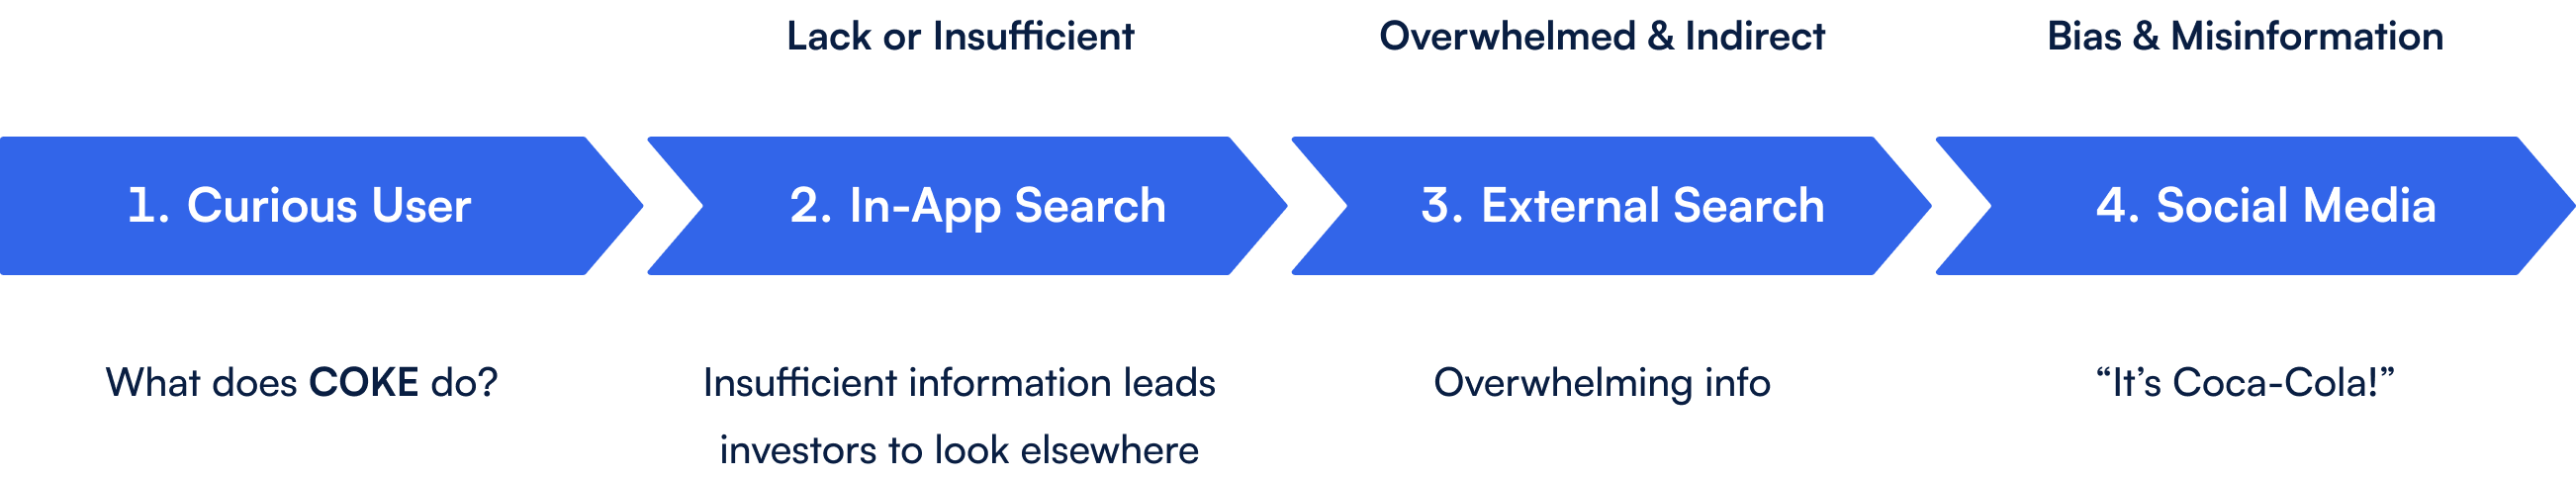 Lack or Insufficient
Overwhelmed & Indirect
Bias & Misinformation
1. Curious User
2. In-App Search
3. External Search
4. Social Media
What does COKE do?
Insufficient information leads
investors to look elsewhere
Overwhelming info
“It’s Coca-Cola!”